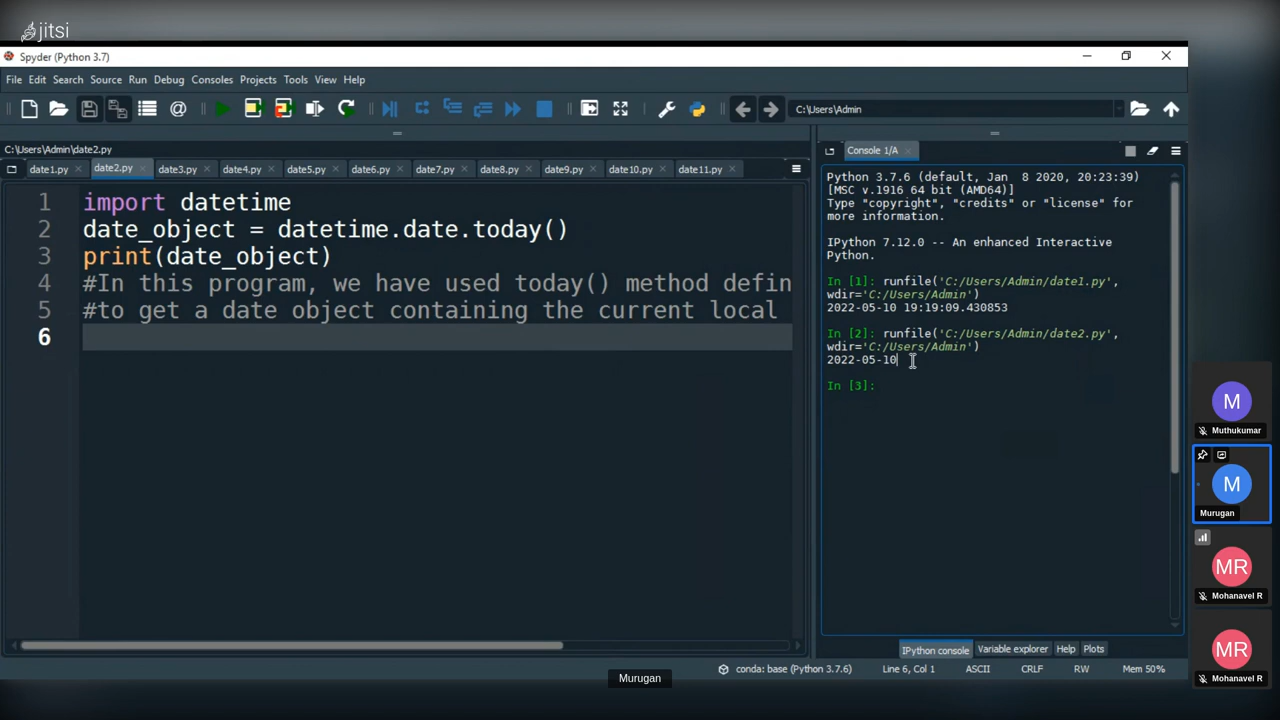 jitsi
Spyder (Python 3.7)
File Edit Search Source Run Debug Consoles Projects Tools View Help
C:\Users\Admin
C:\Users\Admin\date2.py
date1.py date2.py date3.py date4.py date5.py date6.py date7.py date8.py date9.py date10.py date11.py
1 import datetime
2 date_object = datetime.date.today()
3 print(date_object)
4 #In this program, we have used today() method defin
5 #to get a date object containing the current local
6
Console 1/A
Python 3.7.6 (default, Jan  8 2020, 20:23:39)
[MSC v.1916 64 bit (AMD64)]
Type "copyright", "credits" or "license" for
more information.
IPython 7.12.0 -- An enhanced Interactive
Python.
In [1]: runfile('C:/Users/Admin/date1.py',
wdir='C:/Users/Admin')
2022-05-10 19:19:09.430853
In [2]: runfile('C:/Users/Admin/date2.py',
wdir='C:/Users/Admin')
2022-05-10
In [3]:
IPython console Variable explorer Help Plots
conda: base (Python 3.7.6) Line 6, Col 1 ASCII CRLF RW Mem 50%
Murugan
M
Muthukumar
M
Murugan
MR
Mohanavel R
MR
Mohanavel R